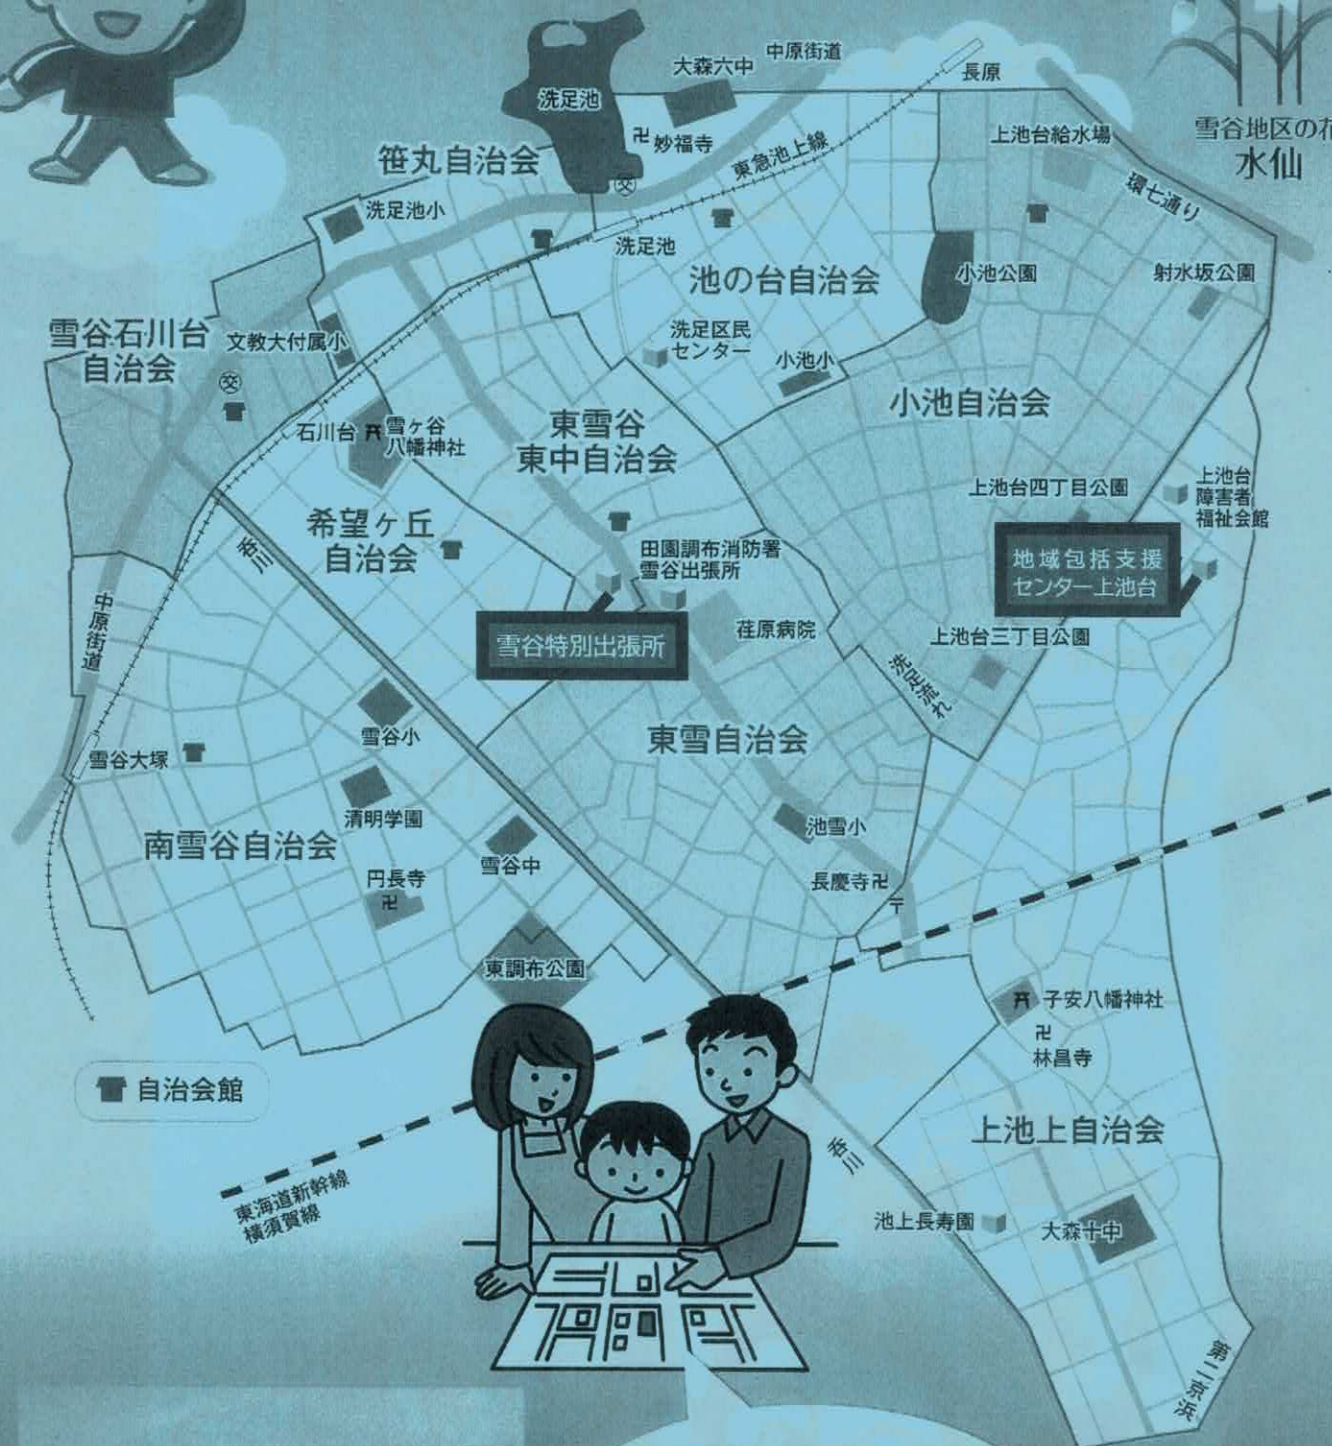 大森六中
中原街道
長原
洗足池
妙福寺
上池台給水場
雪谷地区の花
水仙
笹丸自治会
東急池上線
環七通り
洗足池小
洗足池
池の台自治会
小池公園
射水坂公園
雪谷石川台
自治会
文教大付属小
洗足区民
センター
小池小
小池自治会
石川台
雪ヶ谷
八幡神社
東雪谷
東中自治会
上池台四丁目公園
上池台
障害者
福祉会館
希望ヶ丘
自治会
呑川
田園調布消防署
雪谷出張所
地域包括支援
センター上池台
中原街道
雪谷特別出張所
荏原病院
上池台三丁目公園
洗足流れ
雪谷小
東雪自治会
雪谷大塚
清明学園
南雪谷自治会
雪谷中
池雪小
円長寺
長慶寺
東調布公園
子安八幡神社
林昌寺
自治会館
上池上自治会
呑川
東海道新幹線
横須賀線
池上長寿園
大森十中
第二京浜